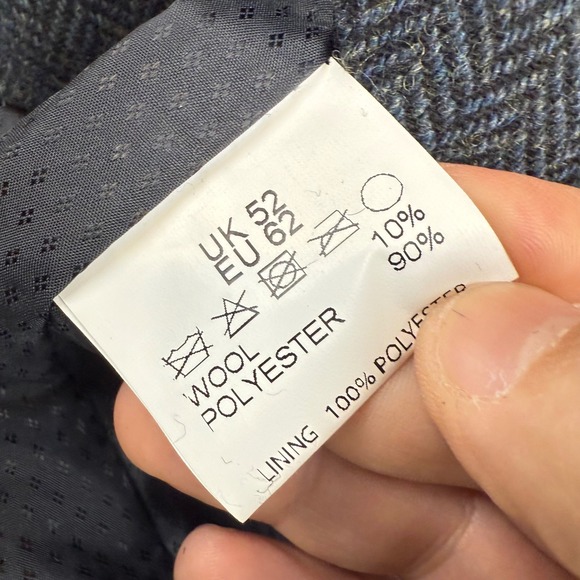 UK 52
EU 62
WOOL 10%
POLYESTER 90%
LINING 100% POLYESTER